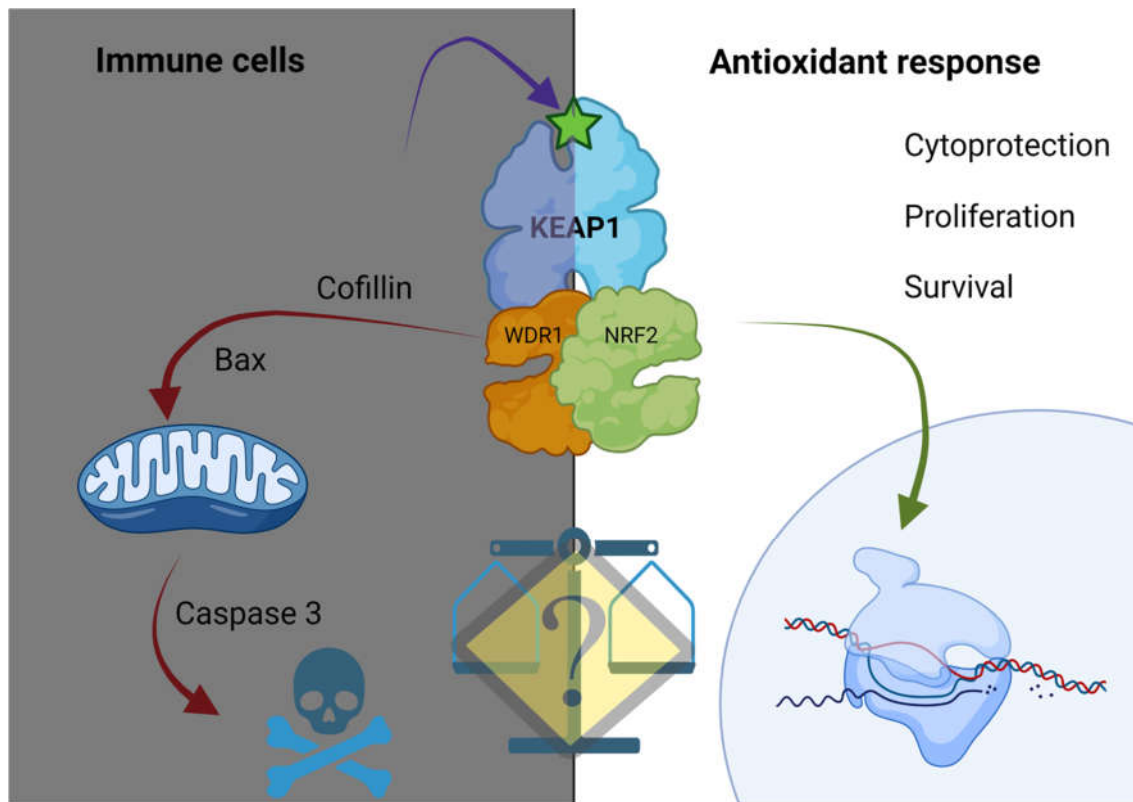 Immune cells
Antioxidant response
Cytoprotection
Proliferation
Survival
KEAP1
Cofillin
WDR1
NRF2
Bax
Caspase 3
?